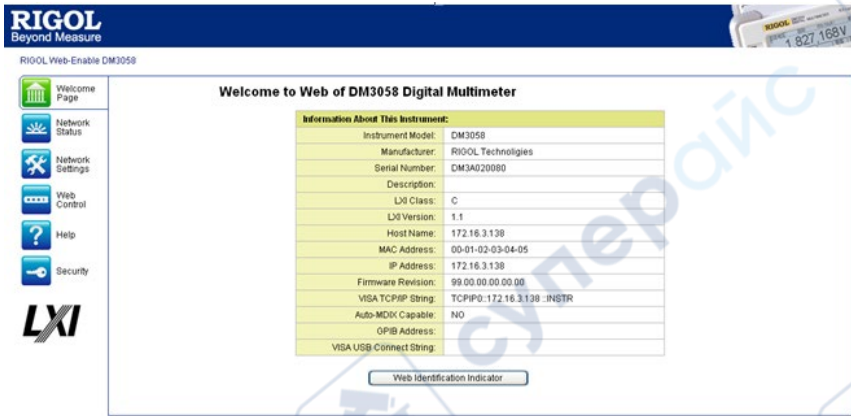 RIGOL
Beyond Measure
RIGOL
1.827,168V
RIGOL Web-Enable DM3058
Welcome Page
Network Status
Network Settings
Web Control
Help
Security
LXI
Welcome to Web of DM3058 Digital Multimeter
Information About This Instrument:
Instrument Model: DM3058
Manufacturer: RIGOL Technoligies
Serial Number: DM3A020080
Description:
LXI Class: C
LXI Version: 1.1
Host Name: 172.16.3.138
MAC Address: 00-01-02-03-04-05
IP Address: 172.16.3.138
Firmware Revision: 99.00.00.00.00.00
VISA TCP/IP String: TCPIP0::172.16.3.138 ::INSTR
Auto-MDIX Capable: NO
GPIB Address:
VISA USB Connect String:
Web Identification Indicator
суперайс